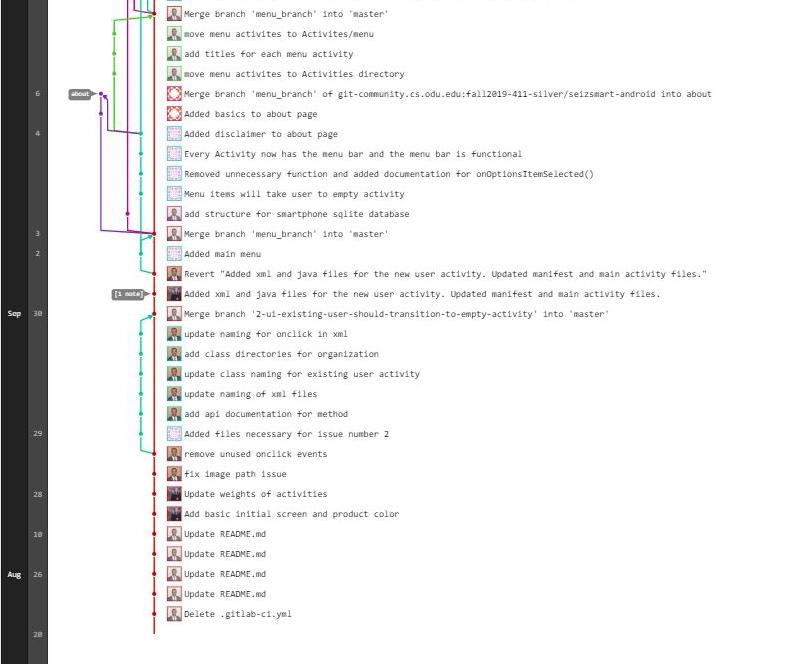 Merge branch 'menu_branch' into 'master'
move menu activites to Activites/menu
add titles for each menu activity
move menu activites to Activities directory
6 about Merge branch 'menu_branch' of git-community.cs.odu.edu:fall2019-411-silver/seizsmart-android into about
Added basics to about page
4 Added disclaimer to about page
Every Activity now has the menu bar and the menu bar is functional
Removed unnecessary function and added documentation for onOptionsItemSelected()
Menu items will take user to empty activity
add structure for smartphone sqlite database
3 Merge branch 'menu_branch' into 'master'
2 Added main menu
Revert "Added xml and java files for the new user activity. Updated manifest and main activity files."
[1 note] Added xml and java files for the new user activity. Updated manifest and main activity files.
Sep 30 Merge branch '2-ui-existing-user-should-transition-to-empty-activity' into 'master'
update naming for onclick in xml
add class directories for organization
update class naming for existing user activity
update naming of xml files
add api documentation for method
29 Added files necessary for issue number 2
remove unused onclick events
fix image path issue
28 Update weights of activities
Add basic initial screen and product color
10 Update README.md
Update README.md
Aug 26 Update README.md
Update README.md
Delete .gitlab-ci.yml
20